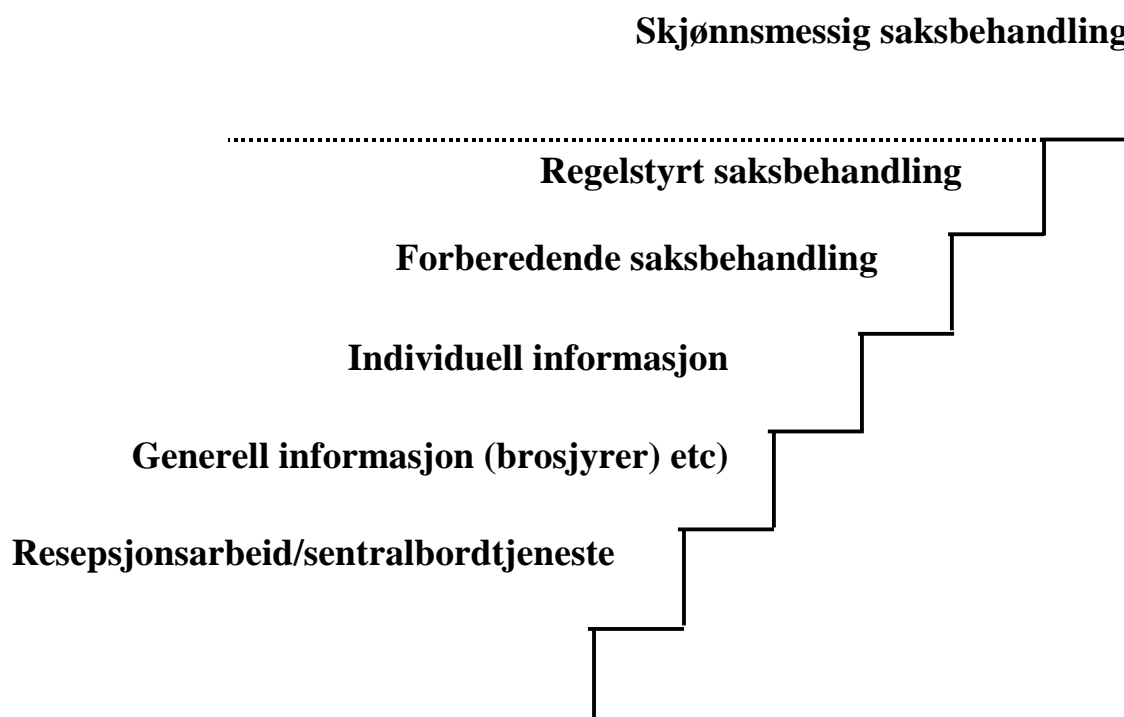 Skjønnsmessig saksbehandling
Regelstyrt saksbehandling
Forberedende saksbehandling
Individuell informasjon
Generell informasjon (brosjyrer) etc)
Resepsjonsarbeid/sentralbordtjeneste